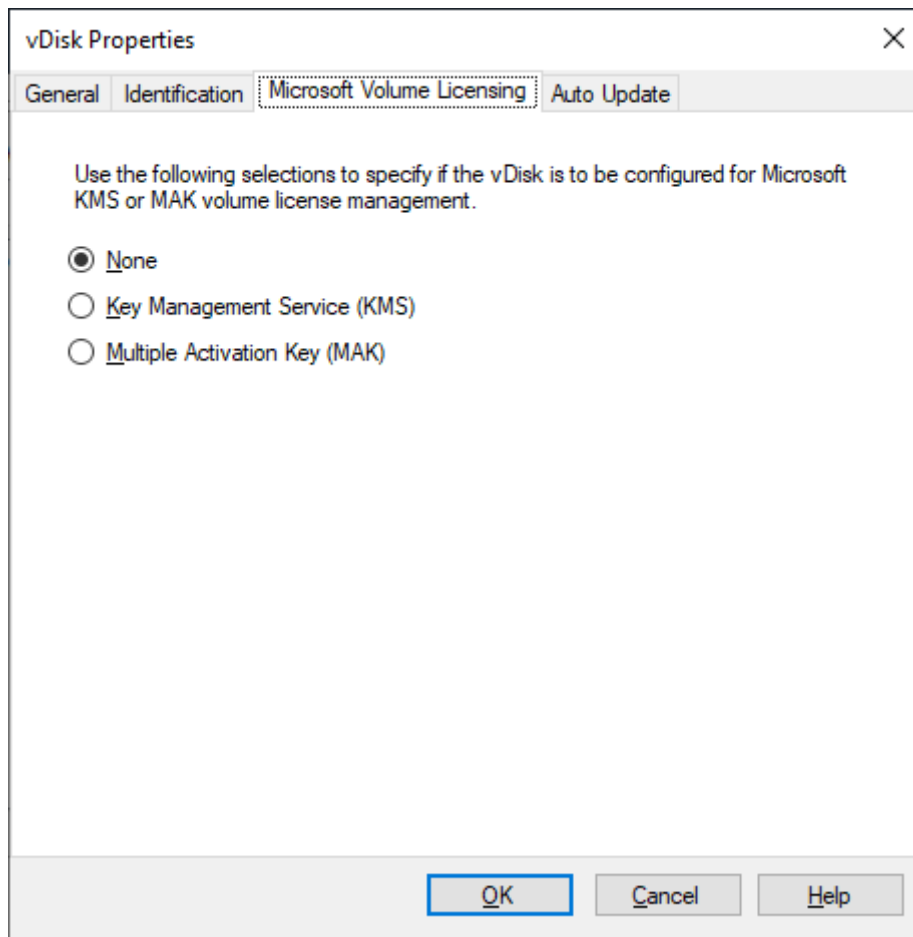 vDisk Properties
General Identification Microsoft Volume Licensing Auto Update
Use the following selections to specify if the vDisk is to be configured for Microsoft
KMS or MAK volume license management.
None
Key Management Service (KMS)
Multiple Activation Key (MAK)
OK Cancel Help